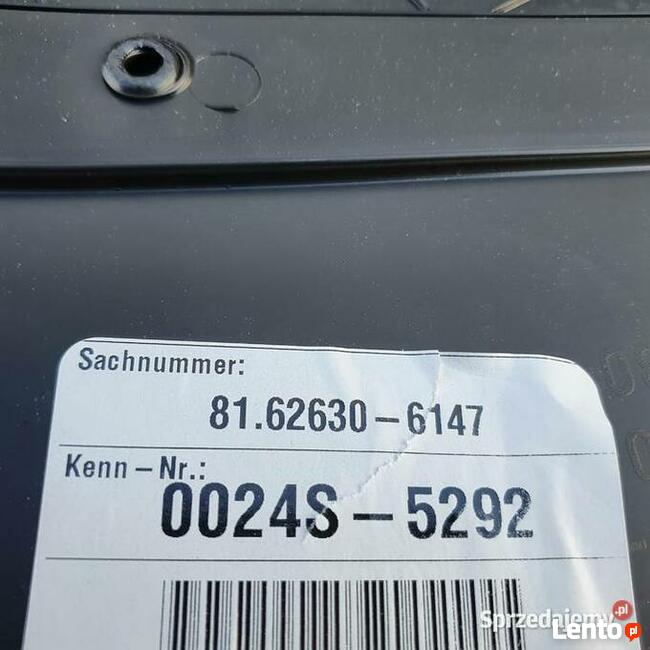 Sachnummer:
81.62630-6147
Kenn-Nr.:
0024S-5292
Sprzedajemy.pl
Lento.pl